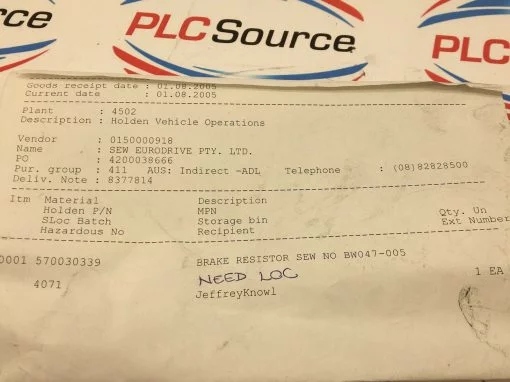 PLC Source
PLC
Goods receipt date : 01.08.2005
Current date : 01.08.2005
Plant : 4502
Description : Holden Vehicle Operations
Vendor : 0150000918
Name : SEW EURODRIVE PTY. LTD.
PO : 4200038666
Pur. group : 411 AUS: Indirect -ADL Telephone : (08)82828500
Deliv. Note : 8377814
Itm Material Description
Holden P/N MPN Qty. Un
SLoc Batch Storage bin Ext Number
Hazardous No Recipient
0001 570030339 BRAKE RESISTOR SEW NO BW047-005
NEED LOC 1 EA
4071 JeffreyKnowl